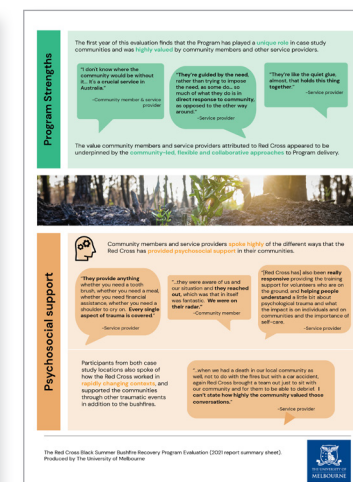 Program Strengths
The first year of this evaluation finds that the Program has played a unique role in case study
communities and was highly valued by community members and other service providers.
"I don't know where the
community would be without
it... it's a crucial service in
Australia."
-Community member & service
provider
"They're guided by the need,
rather than trying to impose
the need, as some do... so
much of what they do is in
direct response to community,
as opposed to the other way
around."
-Service provider
"They're like the quiet glue,
almost, that holds this thing
together."
-Service provider
The value community members and service providers attributed to Red Cross appeared to be
underpinned by the community-led, flexible and collaborative approaches to Program delivery.
Psychosocial support
Community members and service providers spoke highly of the different ways that the
Red Cross has provided psychosocial support in their communities.
"They provide anything
whether you need a tooth
brush, whether you need a meal,
whether you need financial
assistance, whether you need a
shoulder to cry on. Every single
aspect of trauma is covered."
-Service provider
"...they were aware of us and
our situation and they reached
out, which was that in itself
was fantastic. We were on
their radar."
-Community member
"[Red Cross has] also been really
responsive providing the training
support for volunteers who are on
the ground, and helping people
understand a little bit about
psychological trauma and what
the impact is on individuals and on
communities and the importance of
self-care."
-Service provider
Participants from both case
study locations also spoke of
how the Red Cross worked in
rapidly changing contexts, and
supported the communities
through other traumatic events
in addition to the bushfires.
"...when we had a death in our local community as
well, not to do with the fires but with a car accident,
again Red Cross brought a team out just to sit with
our community and for them to be able to debrief. I
can't state how highly the community valued those
conversations."
-Service provider
The Red Cross Black Summer Bushfire Recovery Program Evaluation (2021 report summary sheet)
Produced by The University of Melbourne
THE UNIVERSITY OF
MELBOURNE